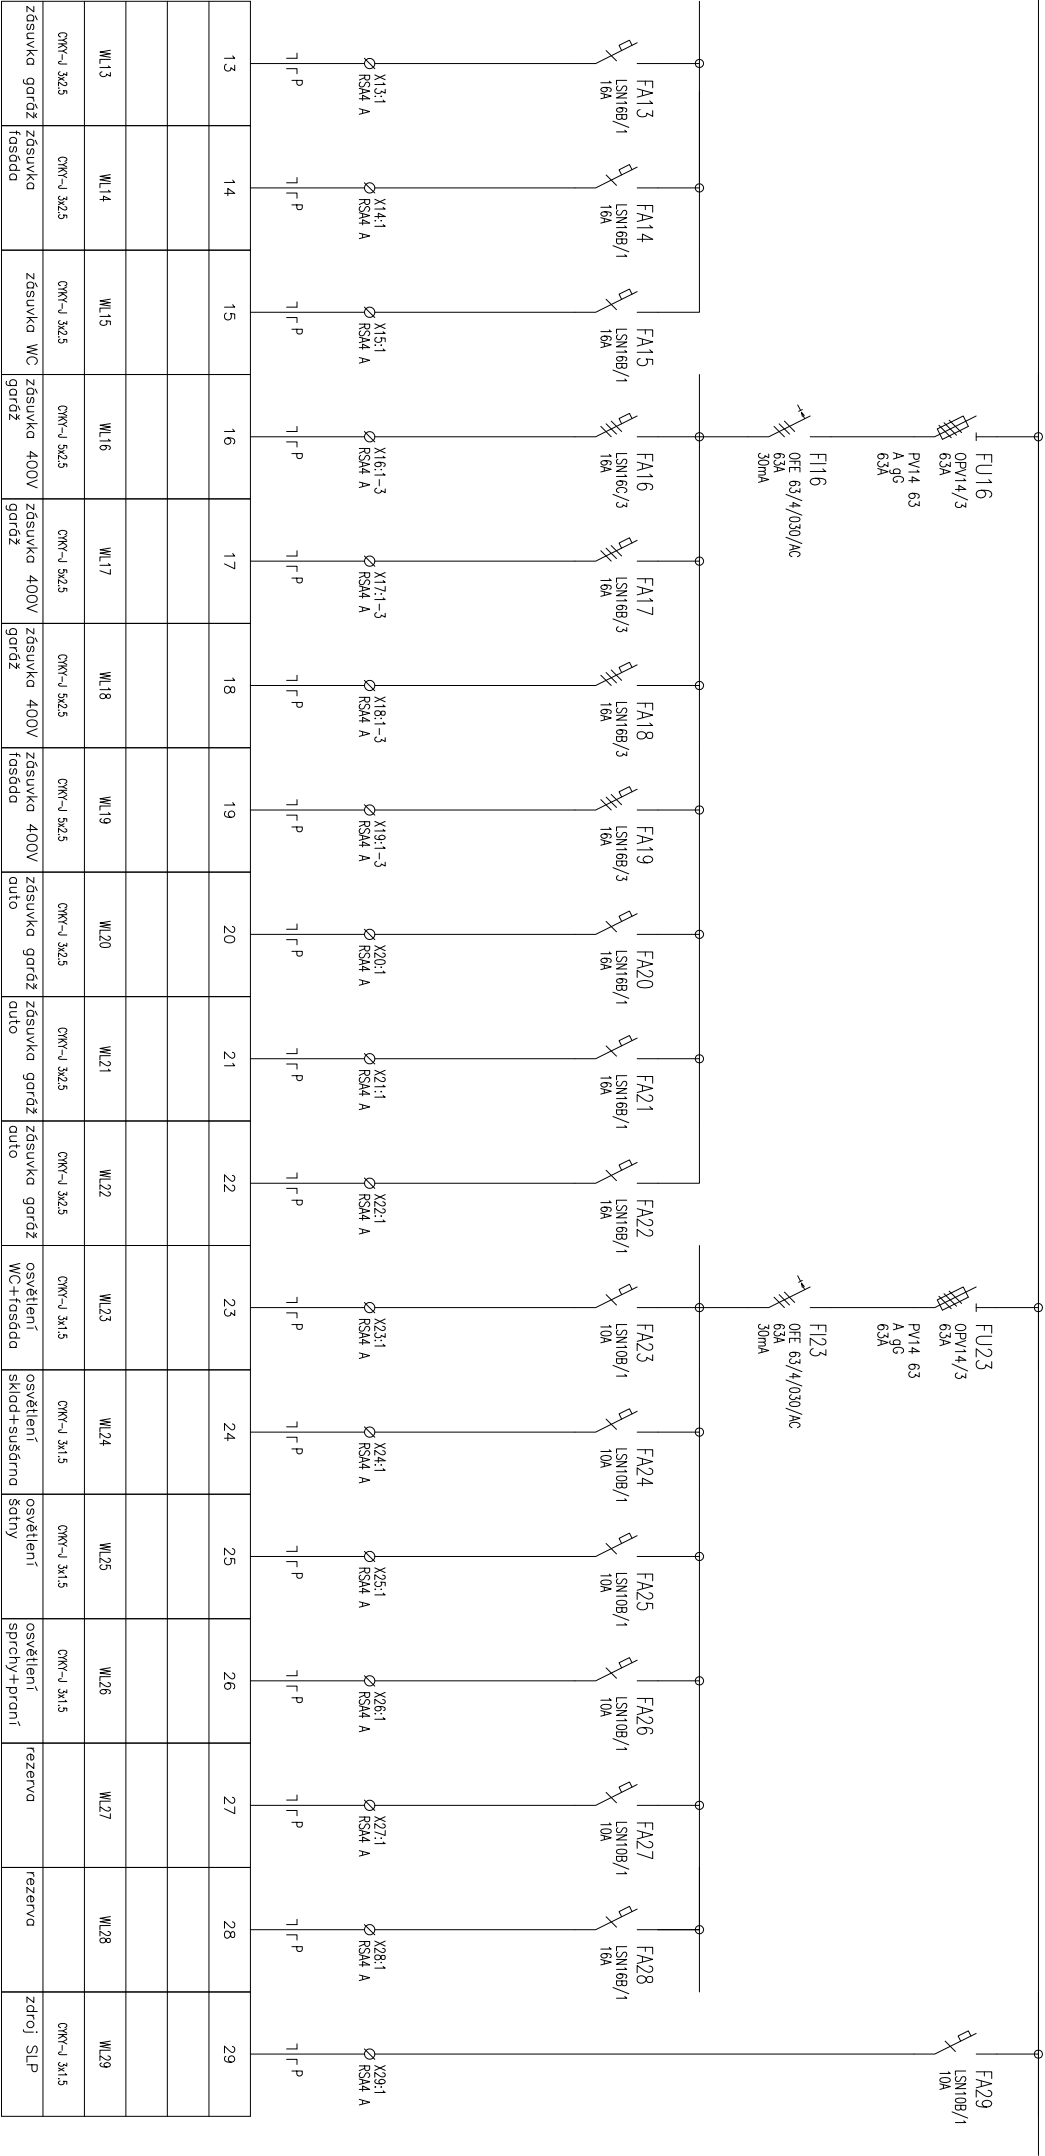 FU16
OPV14/3
63A
PV14 63
A gG
63A
FI16
OFE 63/4/030/AC
63A
30mA
FU23
OPV14/3
63A
PV14 63
A gG
63A
FI23
OFE 63/4/030/AC
63A
30mA
FA29
LSN10B/1
10A
FA13
LSN16B/1
16A
FA14
LSN16B/1
16A
FA15
LSN16B/1
16A
FA16
LSN16C/3
16A
FA17
LSN16B/3
16A
FA18
LSN16B/3
16A
FA19
LSN16B/3
16A
FA20
LSN16B/1
16A
FA21
LSN16B/1
16A
FA22
LSN16B/1
16A
FA23
LSN10B/1
10A
FA24
LSN10B/1
10A
FA25
LSN10B/1
10A
FA26
LSN10B/1
10A
FA27
LSN10B/1
10A
FA28
LSN16B/1
16A
X13:1
RSA4 A
X14:1
RSA4 A
X15:1
RSA4 A
X16:1-3
RSA4 A
X17:1-3
RSA4 A
X18:1-3
RSA4 A
X19:1-3
RSA4 A
X20:1
RSA4 A
X21:1
RSA4 A
X22:1
RSA4 A
X23:1
RSA4 A
X24:1
RSA4 A
X25:1
RSA4 A
X26:1
RSA4 A
X27:1
RSA4 A
X28:1
RSA4 A
X29:1
RSA4 A
P P P P P P P P P P P P P P P P P
13 14 15 16 17 18 19 20 21 22 23 24 25 26 27 28 29
WL13 WL14 WL15 WL16 WL17 WL18 WL19 WL20 WL21 WL22 WL23 WL24 WL25 WL26 WL27 WL28 WL29
CYKY-J 3x2.5 CYKY-J 3x2.5 CYKY-J 3x2.5 CYKY-J 5x2.5 CYKY-J 5x2.5 CYKY-J 5x2.5 CYKY-J 5x2.5 CYKY-J 3x2.5 CYKY-J 3x2.5 CYKY-J 3x2.5 CYKY-J 3x1.5 CYKY-J 3x1.5 CYKY-J 3x1.5 CYKY-J 3x1.5 CYKY-J 3x1.5
zásuvka garáž
zásuvka
fasáda
zásuvka WC
zásuvka 400V
garáž
zásuvka 400V
garáž
zásuvka 400V
garáž
zásuvka 400V
fasáda
zásuvka garáž
auto
zásuvka garáž
auto
zásuvka garáž
auto
osvětlení
WC+fasáda
osvětlení
sklad+sušárna
osvětlení
šatny
osvětlení
sprchy+praní
rezerva
rezerva
zdroj SLP